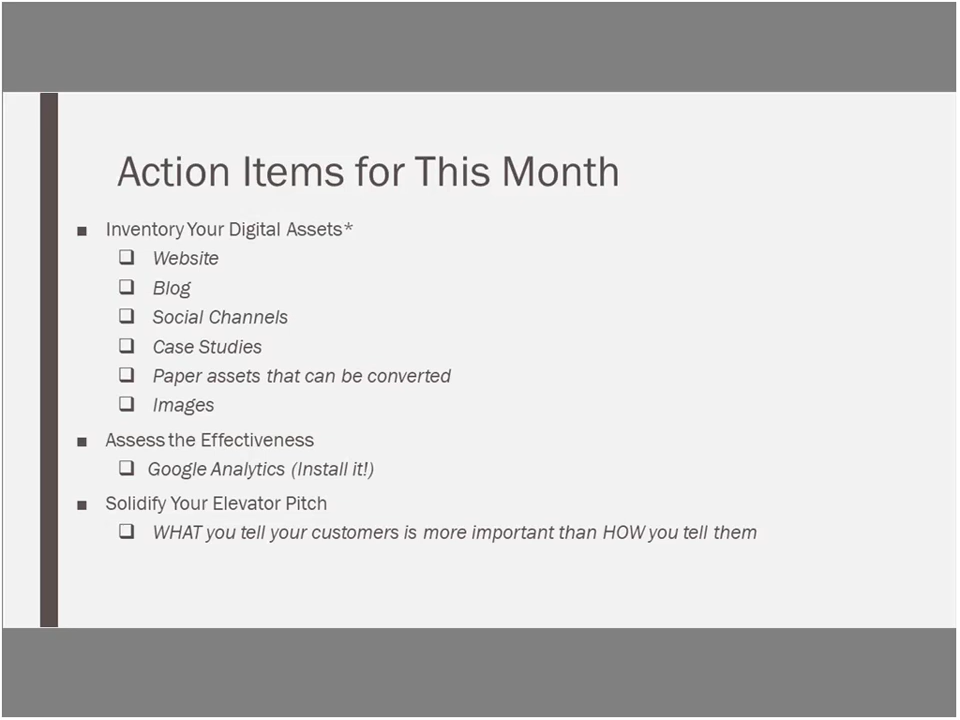 Action Items for This Month
■ Inventory Your Digital Assets*
❑ Website
❑ Blog
❑ Social Channels
❑ Case Studies
❑ Paper assets that can be converted
❑ Images
■ Assess the Effectiveness
❑ Google Analytics (Install it!)
■ Solidify Your Elevator Pitch
❑ WHAT you tell your customers is more important than HOW you tell them